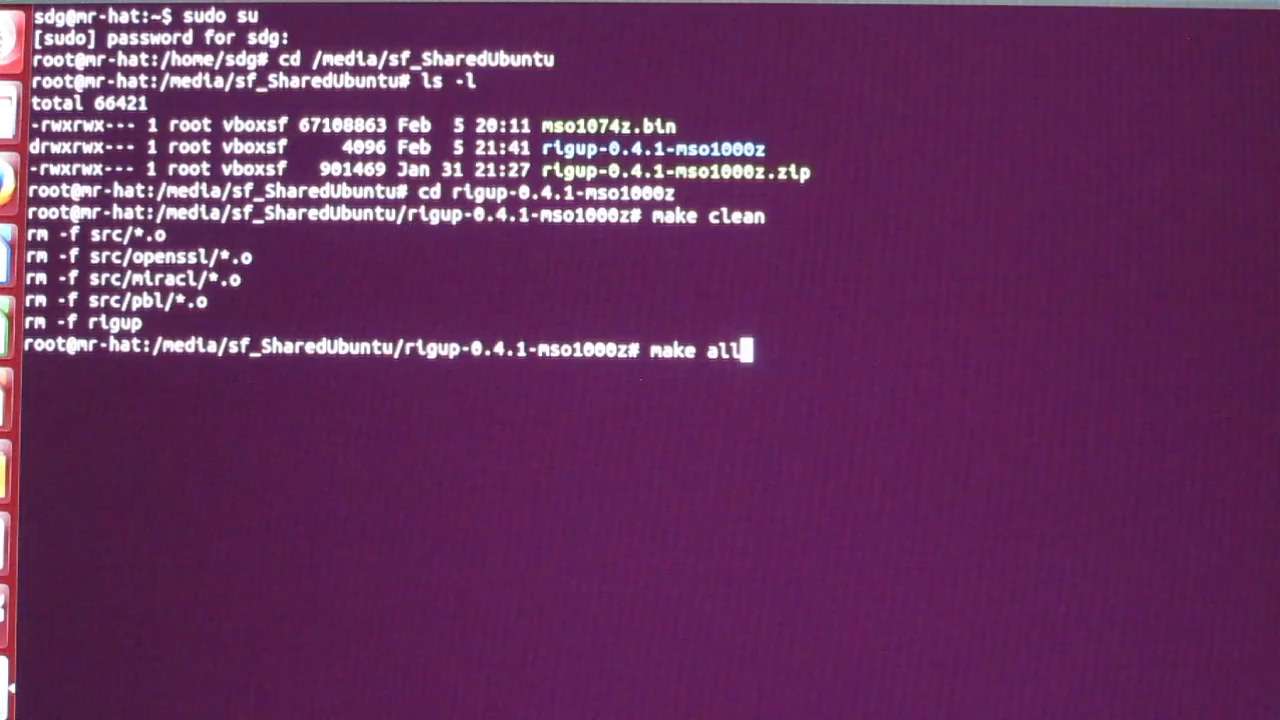 sdg@mr-hat:~$ sudo su
[sudo] password for sdg:
root@mr-hat:/home/sdg# cd /media/sf_SharedUbuntu
root@mr-hat:/media/sf_SharedUbuntu# ls -l
total 66421
-rwxrwx--- 1 root vboxsf 67108863 Feb  5 20:11 mso1074z.bin
drwxrwx--- 1 root vboxsf     4096 Feb  5 21:41 rigup-0.4.1-mso1000z
-rwxrwx--- 1 root vboxsf   901469 Jan 31 21:27 rigup-0.4.1-mso1000z.zip
root@mr-hat:/media/sf_SharedUbuntu# cd rigup-0.4.1-mso1000z
root@mr-hat:/media/sf_SharedUbuntu/rigup-0.4.1-mso1000z# make clean
rm -f src/*.o
rm -f src/openssl/*.o
rm -f src/miracl/*.o
rm -f src/pbl/*.o
rm -f rigup
root@mr-hat:/media/sf_SharedUbuntu/rigup-0.4.1-mso1000z# make all